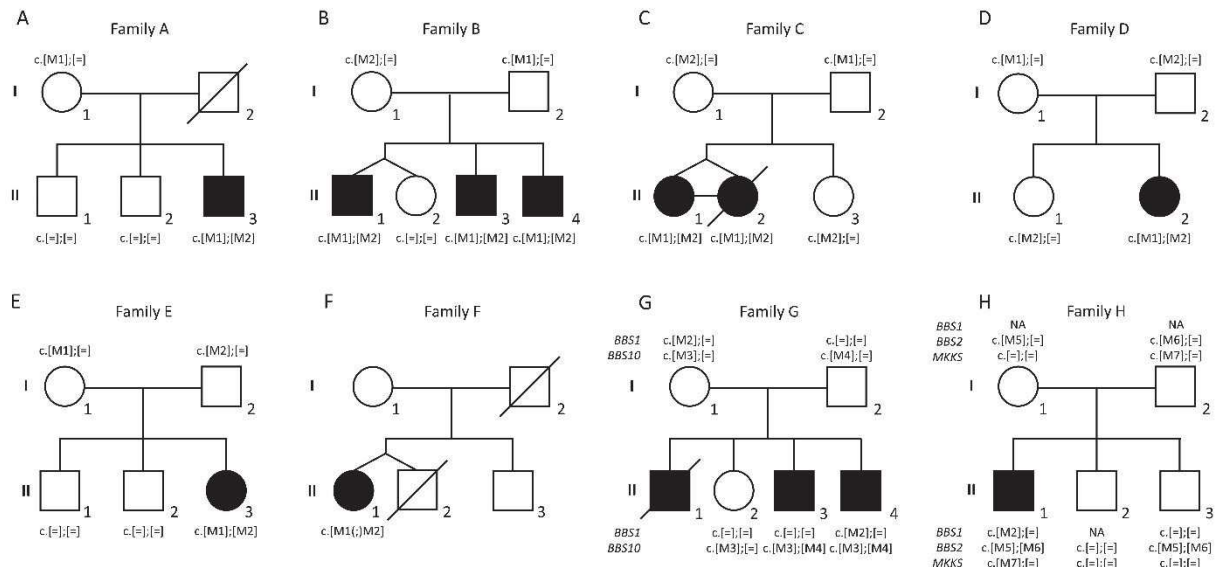 A
Family A
c.[M1];[=]
I
1
2
II
1
2
3
c.[=];[=]
c.[=];[=]
c.[M1];[M2]
B
Family B
c.[M2];[=]
c.[M1];[=]
I
1
2
II
1
2
3
4
c.[M1];[M2]
c.[=];[=]
c.[M1];[M2]
c.[M1];[M2]
C
Family C
c.[M2];[=]
c.[M1];[=]
I
1
2
II
1
2
3
c.[M1];[M2]
c.[M1];[M2]
c.[M2];[=]
D
Family D
c.[M1];[=]
c.[M2];[=]
I
1
2
II
1
2
c.[M2];[=]
c.[M1];[M2]
E
Family E
c.[M1];[=]
c.[M2];[=]
I
1
2
II
1
2
3
c.[=];[=]
c.[=];[=]
c.[M1];[M2]
F
Family F
I
1
2
II
1
2
3
c.[M1(;)M2]
G
Family G
BBS1 c.[M2];[=] c.[=];[=]
BBS10 c.[M3];[=] c.[M4];[=]
I
1
2
II
1
2
3
4
BBS1 c.[=];[=] c.[=];[=] c.[M2];[=]
BBS10 c.[M3];[=] c.[M3];[M4] c.[M3];[M4]
H
Family H
BBS1 NA NA
BBS2 c.[M5];[=] c.[M6];[=]
MKKS c.[=];[=] c.[M7];[=]
I
1
2
II
1
2
3
BBS1 c.[M2];[=] NA c.[=];[=]
BBS2 c.[M5];[M6] c.[=];[=] c.[M5];[M6]
MKKS c.[M7];[=] c.[=];[=] c.[=];[=]